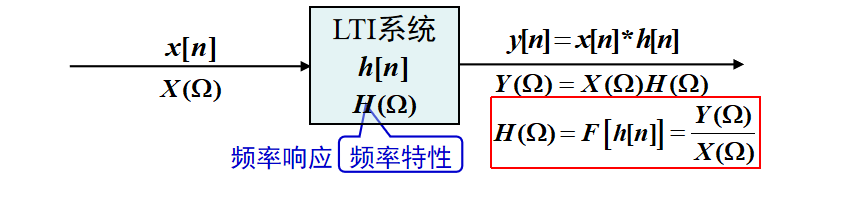 x[n]
X(Ω)
LTI系统
h[n]
H(Ω)
y[n]=x[n]*h[n]
Y(Ω)=X(Ω)H(Ω)
H(Ω)=F[h[n]]=Y(Ω)/X(Ω)
频率响应 频率特性